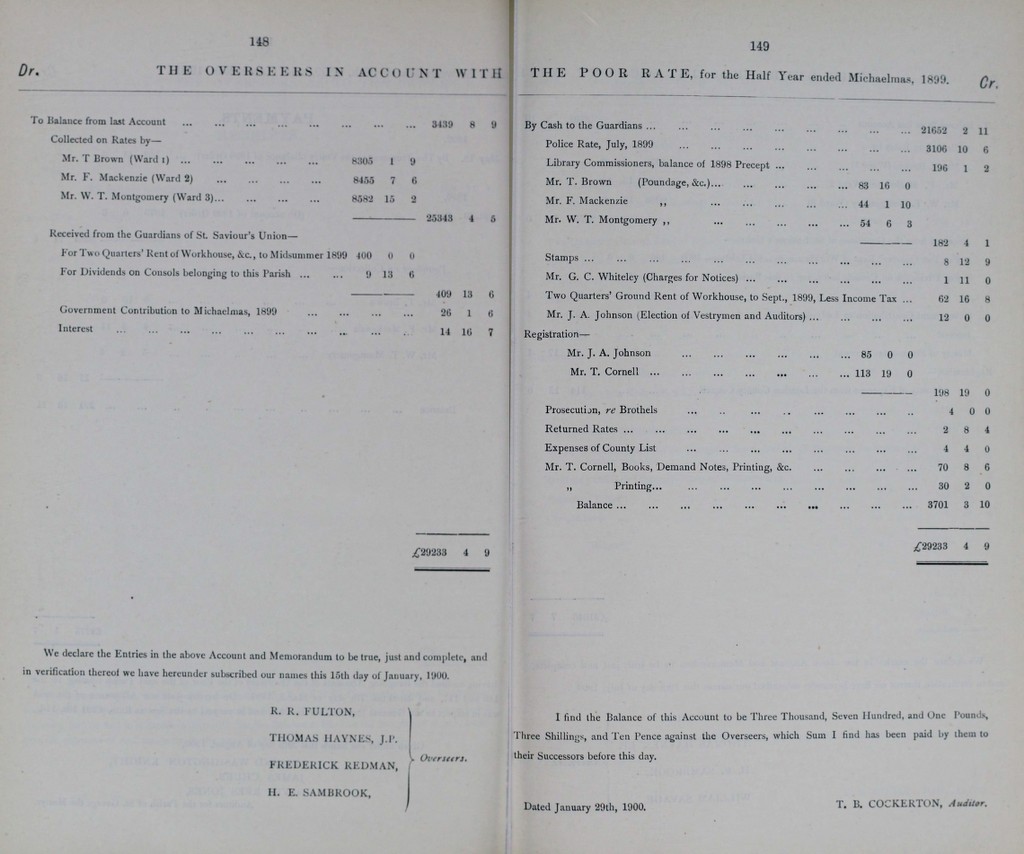 148
Dr. THE OVERSEERS IN ACCOUNT WITH
To Balance from last Account ... ... ... ... ... ... ... ... 3439 8 9
Collected on Rates by—
Mr. T Brown (Ward 1) ... ... ... ... ... 8305 1 9
Mr. F. Mackenzie (Ward 2) ... ... ... ... 8455 7 6
Mr. W. T. Montgomery (Ward 3)... ... ... ... 8582 15 2
25343 4 5
Received from the Guardians of St. Saviour's Union—
For Two Quarters' Rent of Workhouse, &c., to Midsummer 1899 400 0 0
For Dividends on Consols belonging to this Parish ... ... 9 13 6
409 13 6
Government Contribution to Michaelmas, 1899 ... ... ... ... 26 1 6
Interest ... ... ... ... ... ... ... ... ... ... 14 16 7
£29233 4 9
We declare the Entries in the above Account and Memorandum to be true, just and complete, and
in verification thereof we have hereunder subscribed our names this 15th day of January, 1900.
R. R. FULTON,
THOMAS HAYNES, J.P.
FREDERICK REDMAN,
H. E. SAMBROOK,
Overseers.
149
THE POOR RATE, for the Half Year ended Michaelmas, 1899. Cr.
By Cash to the Guardians ... ... ... ... ... ... ... ... ... 21652 2 11
Police Rate, July, 1899 ... ... ... ... ... ... ... ... 3106 10 6
Library Commissioners, balance of 1898 Precept ... ... ... ... ... 196 1 2
Mr. T. Brown (Poundage, &c.)... ... ... ... ... 83 16 0
Mr. F. Mackenzie ,, ... ... ... ... ... 44 1 10
Mr. W. T. Montgomery ,, ... ... ... ... ... 54 6 3
182 4 1
Stamps ... ... ... ... ... ... ... ... ... ... ... 8 12 9
Mr. G. C. Whiteley (Charges for Notices) ... ... ... ... ... ... 1 11 0
Two Quarters' Ground Rent of Workhouse, to Sept., 1899, Less Income Tax ... 62 16 8
Mr. J. A. Johnson (Election of Vestrymen and Auditors) ... ... ... ... 12 0 0
Registration—
Mr. J. A. Johnson ... ... ... ... ... ... 85 0 0
Mr. T. Cornell ... ... ... ... ... ... ... 113 19 0
198 19 0
Prosecution, re Brothels ... .. ... .. ... ... ... .. 4 0 0
Returned Rates ... ... ... ... ... ... ... ... ... ... 2 8 4
Expenses of County List ... ... ... ... ... ... ... ... 4 4 0
Mr. T. Cornell, Books, Demand Notes, Printing, &c. ... ... ... ... 70 8 6
,, Printing... ... ... ... ... ... ... ... ... 30 2 0
Balance ... ... ... ... ... ... ... ... ... ... 3701 3 10
£29233 4 9
I find the Balance of this Account to be Three Thousand, Seven Hundred, and One Pounds,
Three Shillings, and Ten Pence against the Overseers, which Sum I find has been paid by them to
their Successors before this day.
Dated January 29th, 1900. T. B. COCKERTON, Auditor.